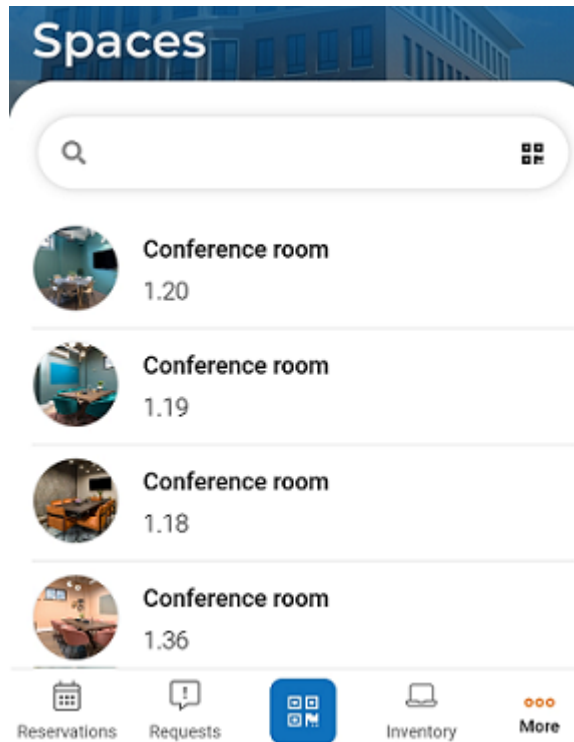 Spaces
Conference room
1.20
Conference room
1.19
Conference room
1.18
Conference room
1.36
Reservations
Requests
Inventory
More